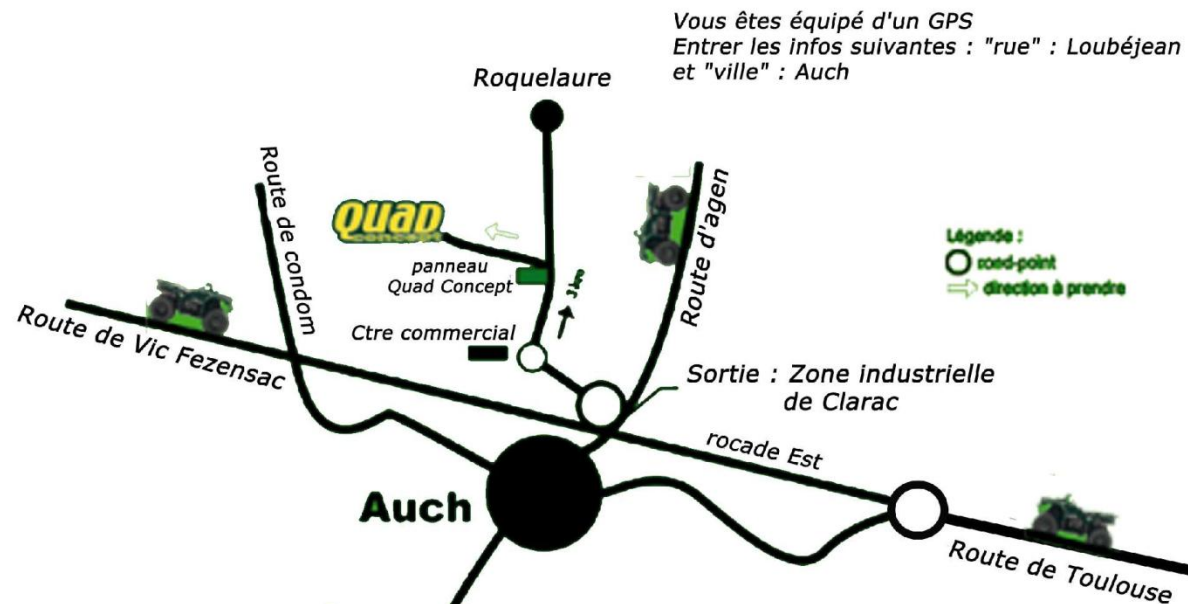 Vous êtes équipé d'un GPS
Entrer les infos suivantes : "rue" : Loubéjean
et "ville" : Auch
Roquelaure
Route de condom
QUAD
concept
Route d'agen
Légende :
rond-point
direction à prendre
panneau
Quad Concept
3 km
Ctre commercial
Route de Vic Fezensac
Sortie : Zone industrielle
de Clarac
rocade Est
Auch
Route de Toulouse